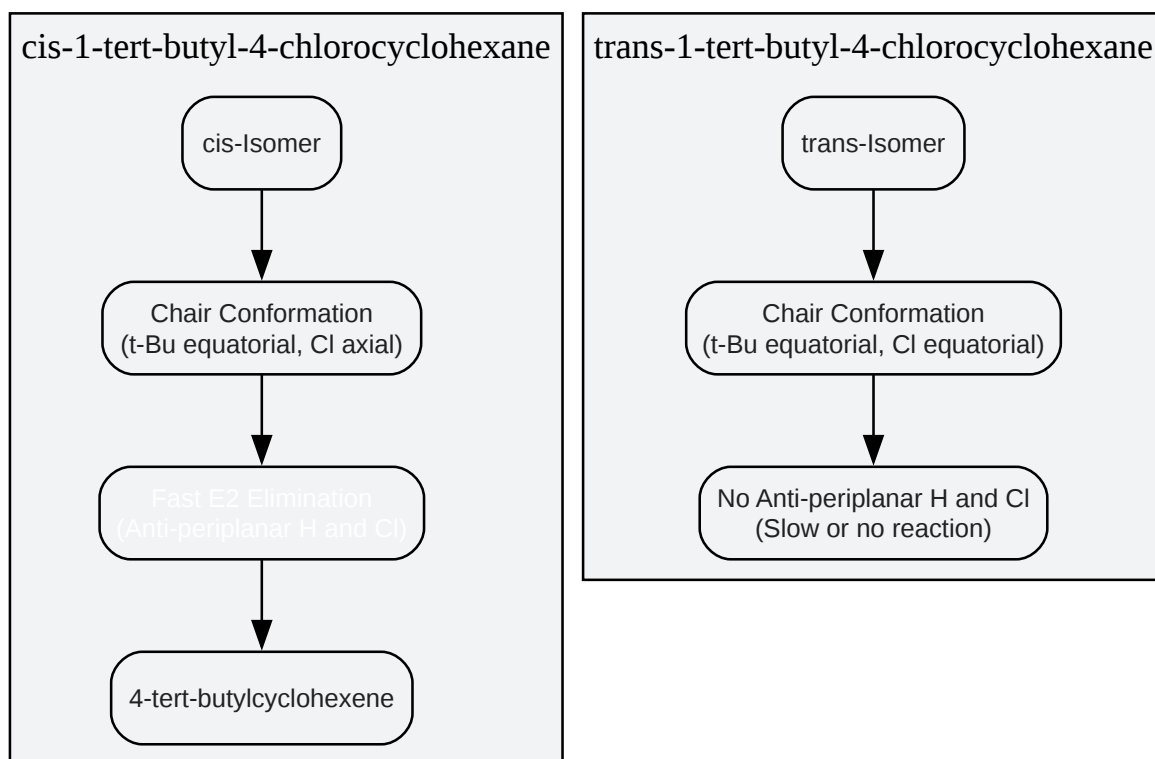 cis-1-tert-butyl-4-chlorocyclohexane
cis-Isomer
Chair Conformation
(t-Bu equatorial, Cl axial)
Fast E2 Elimination
(Anti-periplanar H and Cl)
4-tert-butylcyclohexene
trans-1-tert-butyl-4-chlorocyclohexane
trans-Isomer
Chair Conformation
(t-Bu equatorial, Cl equatorial)
No Anti-periplanar H and Cl
(Slow or no reaction)